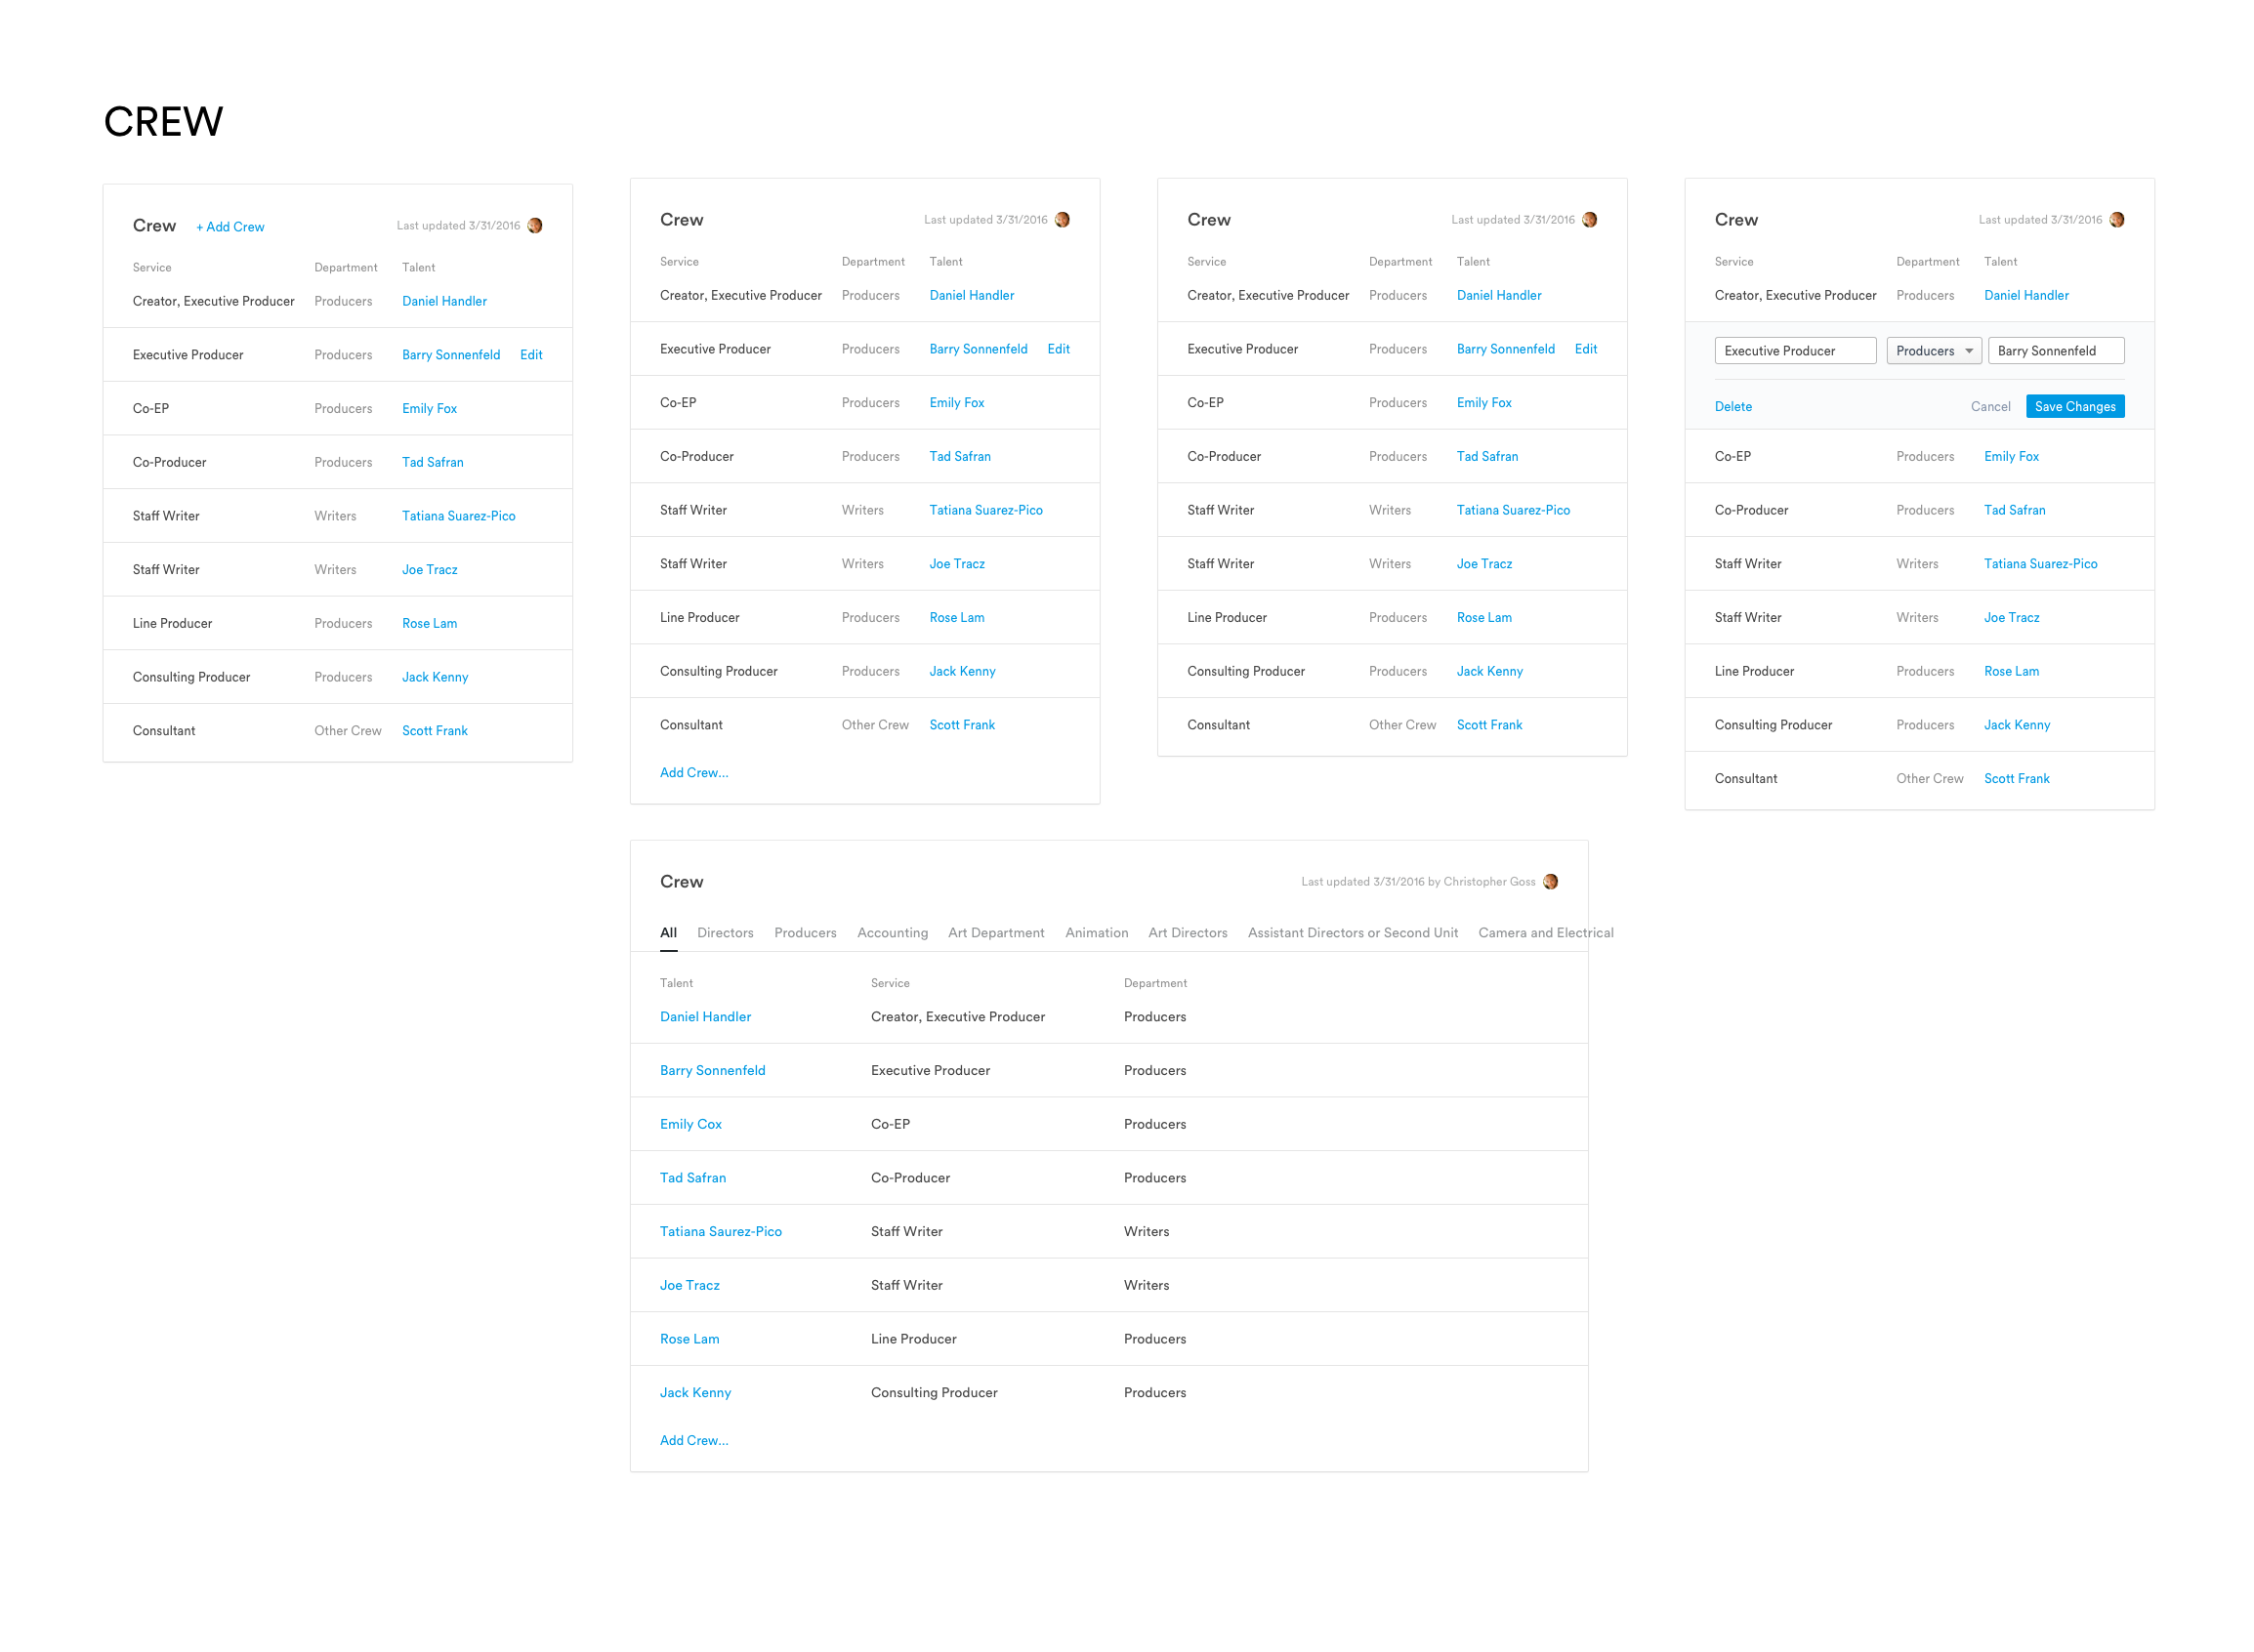 CREW
Crew + Add Crew Last updated 3/31/2016
Service Department Talent
Creator, Executive Producer Producers Daniel Handler
Executive Producer Producers Barry Sonnenfeld Edit
Co-EP Producers Emily Fox
Co-Producer Producers Tad Safran
Staff Writer Writers Tatiana Suarez-Pico
Staff Writer Writers Joe Tracz
Line Producer Producers Rose Lam
Consulting Producer Producers Jack Kenny
Consultant Other Crew Scott Frank
Crew Last updated 3/31/2016
Service Department Talent
Creator, Executive Producer Producers Daniel Handler
Executive Producer Producers Barry Sonnenfeld Edit
Co-EP Producers Emily Fox
Co-Producer Producers Tad Safran
Staff Writer Writers Tatiana Suarez-Pico
Staff Writer Writers Joe Tracz
Line Producer Producers Rose Lam
Consulting Producer Producers Jack Kenny
Consultant Other Crew Scott Frank
Add Crew...
Crew Last updated 3/31/2016
Service Department Talent
Creator, Executive Producer Producers Daniel Handler
Executive Producer Producers Barry Sonnenfeld Edit
Co-EP Producers Emily Fox
Co-Producer Producers Tad Safran
Staff Writer Writers Tatiana Suarez-Pico
Staff Writer Writers Joe Tracz
Line Producer Producers Rose Lam
Consulting Producer Producers Jack Kenny
Consultant Other Crew Scott Frank
Crew Last updated 3/31/2016
Service Department Talent
Creator, Executive Producer Producers Daniel Handler
Executive Producer Producers Barry Sonnenfeld
Delete Cancel Save Changes
Co-EP Producers Emily Fox
Co-Producer Producers Tad Safran
Staff Writer Writers Tatiana Suarez-Pico
Staff Writer Writers Joe Tracz
Line Producer Producers Rose Lam
Consulting Producer Producers Jack Kenny
Consultant Other Crew Scott Frank
Crew Last updated 3/31/2016 by Christopher Goss
All Directors Producers Accounting Art Department Animation Art Directors Assistant Directors or Second Unit Camera and Electrical
Talent Service Department
Daniel Handler Creator, Executive Producer Producers
Barry Sonnenfeld Executive Producer Producers
Emily Cox Co-EP Producers
Tad Safran Co-Producer Producers
Tatiana Saurez-Pico Staff Writer Writers
Joe Tracz Staff Writer Writers
Rose Lam Line Producer Producers
Jack Kenny Consulting Producer Producers
Add Crew...